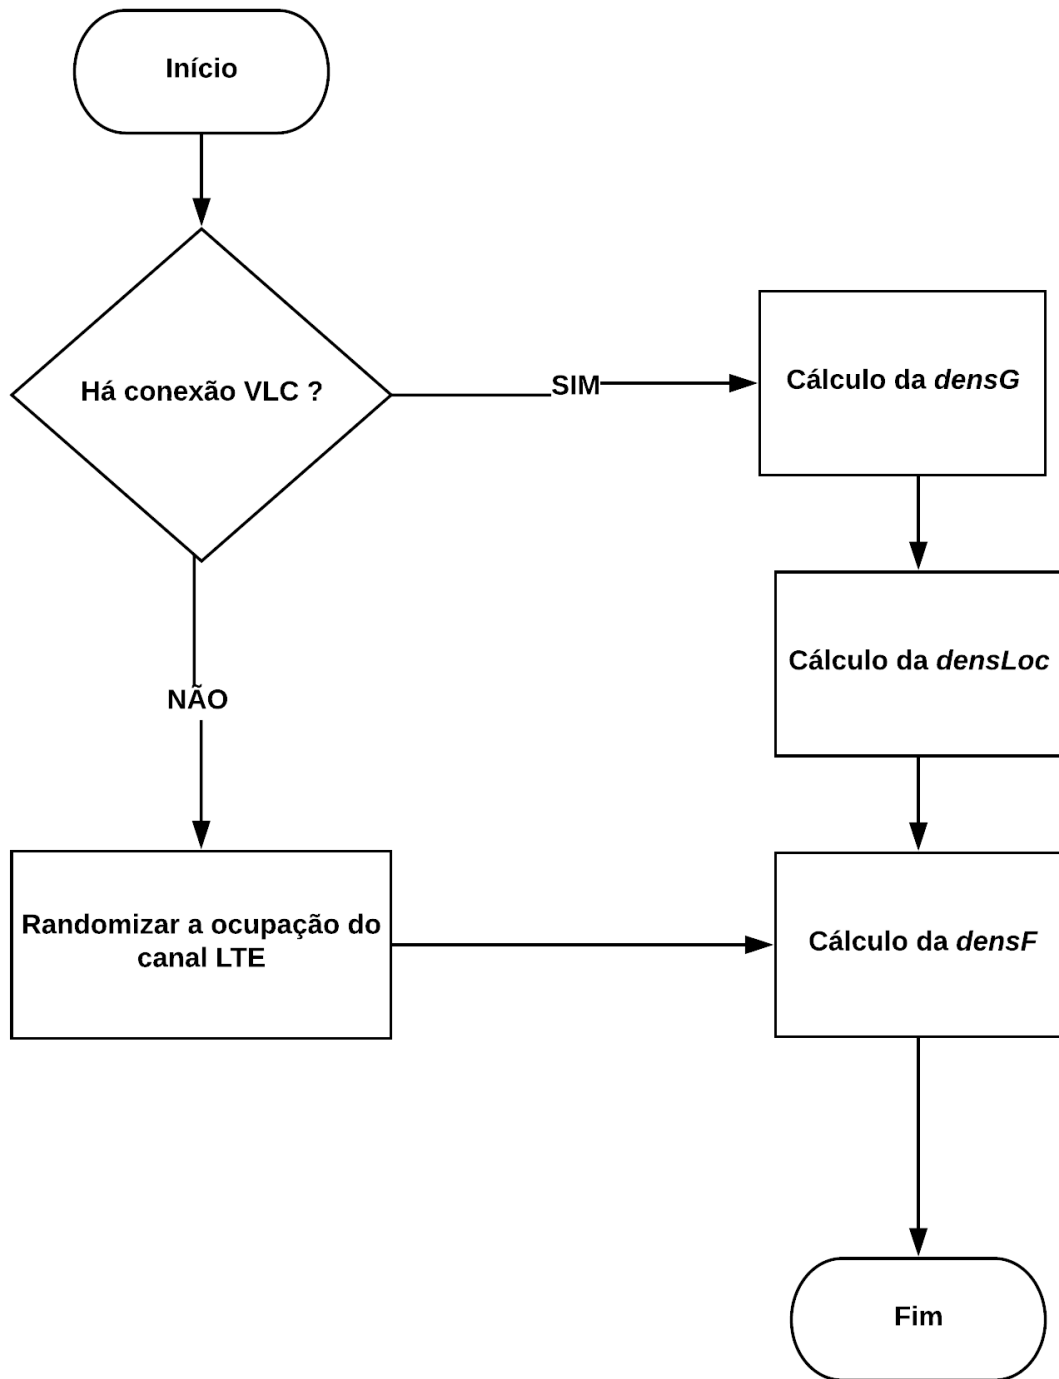 Início
Há conexão VLC ?
SIM
Cálculo da densG
Cálculo da densLoc
NÃO
Randomizar a ocupação do
canal LTE
Cálculo da densF
Fim